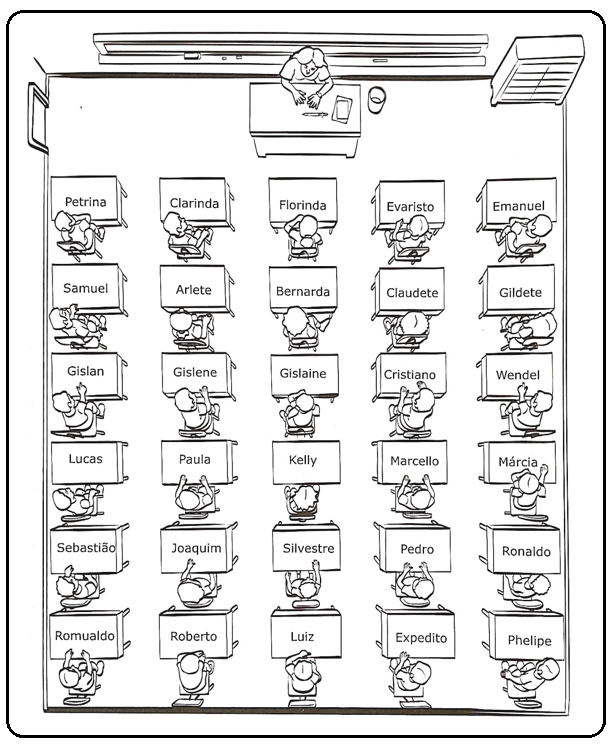 Petrina Clarinda Florinda Evaristo Emanuel
Samuel Arlete Bernarda Claudete Gildete
Gislan Gislene Gislaine Cristiano Wendel
Lucas Paula Kelly Marcello Márcia
Sebastião Joaquim Silvestre Pedro Ronaldo
Romualdo Roberto Luiz Expedito Phelipe